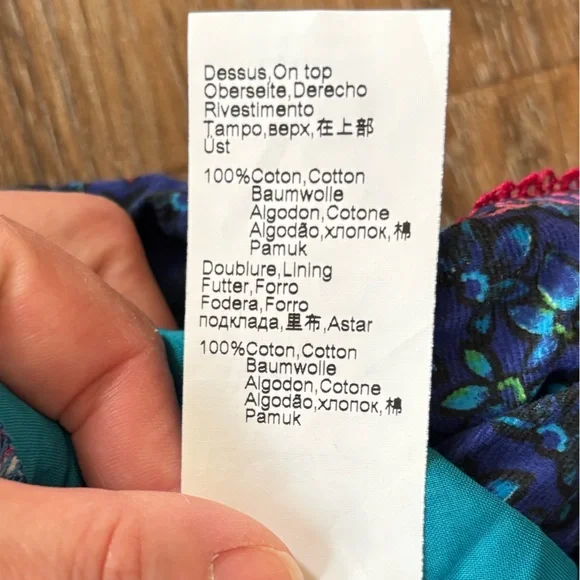 Dessus,On top
Oberseite,Derecho
Rivestimento
Tampo,верх,在上部
Üst
100%Coton,Cotton
Baumwolle
Algodon,Cotone
Algodão,хлопок,棉
Pamuk
Doublure,Lining
Futter,Forro
Fodera,Forro
подклада,里布,Astar
100%Coton,Cotton
Baumwolle
Algodon,Cotone
Algodão,хлопок,棉
Pamuk